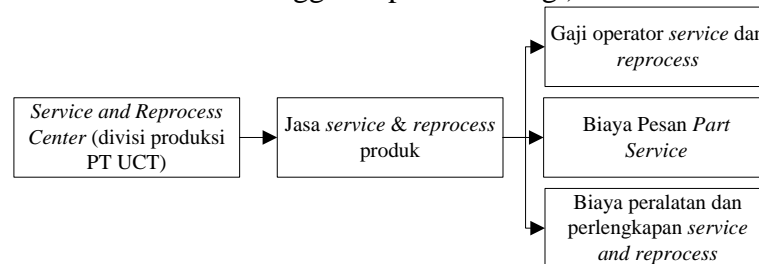 Service and Reprocess
Center (divisi produksi
PT UCT)
Jasa service & reprocess
produk
Gaji operator service dan
reprocess
Biaya Pesan Part
Service
Biaya peralatan dan
perlengkapan service
and reprocess